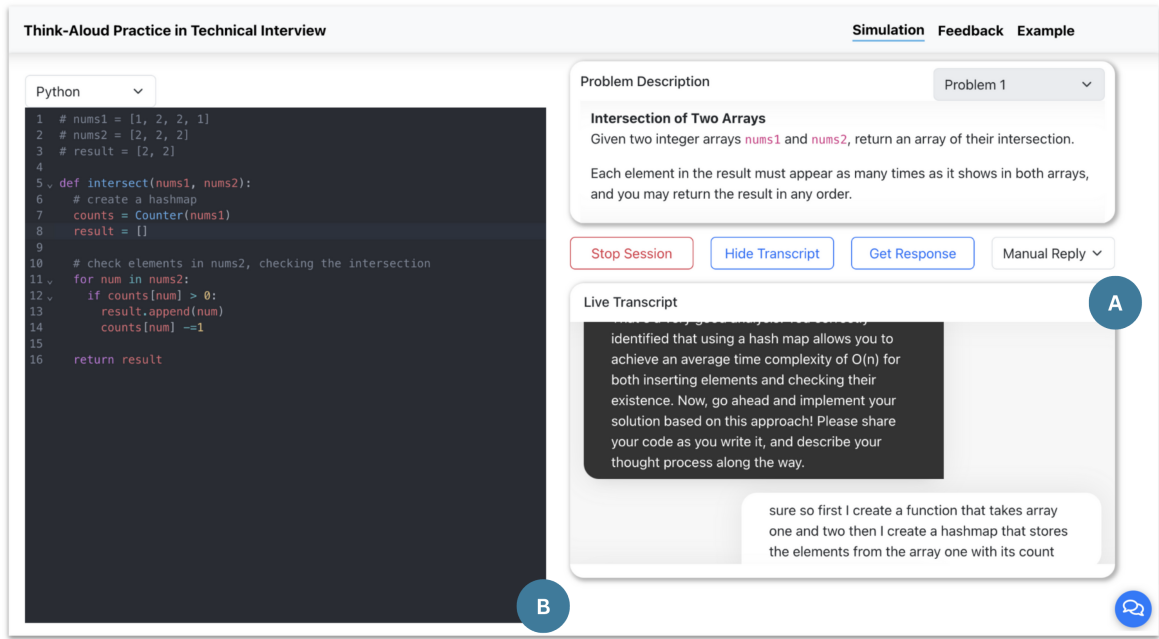 Think-Aloud Practice in Technical Interview
Simulation Feedback Example
Python
1 # nums1 = [1, 2, 2, 1]
2 # nums2 = [2, 2, 2]
3 # result = [2, 2]
4
5 def intersect(nums1, nums2):
6 # create a hashmap
7 counts = Counter(nums1)
8 result = []
9
10 # check elements in nums2, checking the intersection
11 for num in nums2:
12 if counts[num] > 0:
13 result.append(num)
14 counts[num] -=1
15
16 return result
B
Problem Description
Problem 1
Intersection of Two Arrays
Given two integer arrays nums1 and nums2, return an array of their intersection.
Each element in the result must appear as many times as it shows in both arrays,
and you may return the result in any order.
Stop Session
Hide Transcript
Get Response
Manual Reply
A
Live Transcript
identified that using a hash map allows you to
achieve an average time complexity of O(n) for
both inserting elements and checking their
existence. Now, go ahead and implement your
solution based on this approach! Please share
your code as you write it, and describe your
thought process along the way.
sure so first I create a function that takes array
one and two then I create a hashmap that stores
the elements from the array one with its count